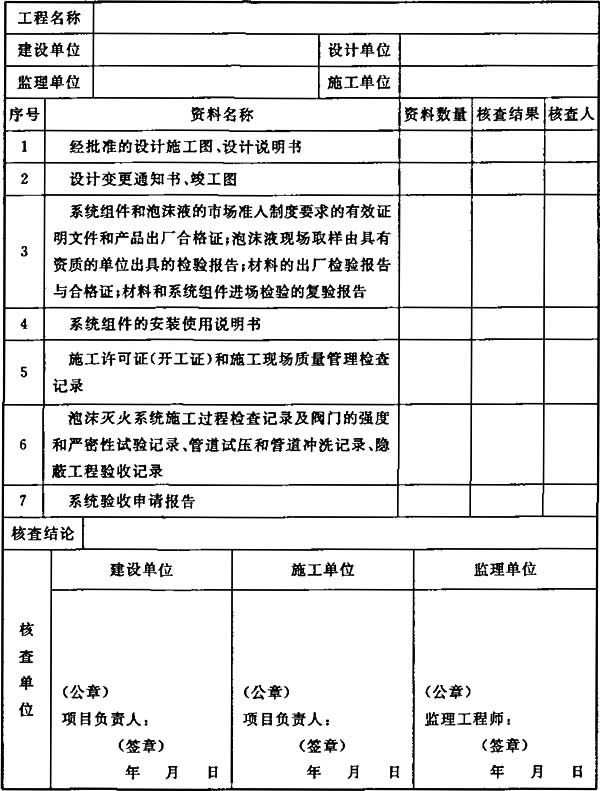 工程名称
建设单位 设计单位
监理单位 施工单位
序号 资料名称 资料数量 核查结果 核查人
1 经批准的设计施工图、设计说明书
2 设计变更通知书、竣工图
系统组件和泡沫液的市场准入制度要求的有效证
明文件和产品出厂合格证;泡沫液现场取样由具有
3
资质的单位出具的检验报告;材料的出厂检验报告
与合格证;材料和系统组件进场检验的复验报告
4 系统组件的安装使用说明书
施工许可证(开工证)和施工现场质量管理检查
5
记录
泡沫灭火系统施工过程检查记录及阀门的强度
6 和严密性试验记录、管道试压和管道冲洗记录、隐
蔽工程验收记录
7 系统验收申请报告
核查结论
建设单位 施工单位 监理单位
核查单位
(公章) (公章) (公章)
项目负责人: 项目负责人: 监理工程师:
(签章) (签章) (签章)
年 月 日 年 月 日 年 月 日